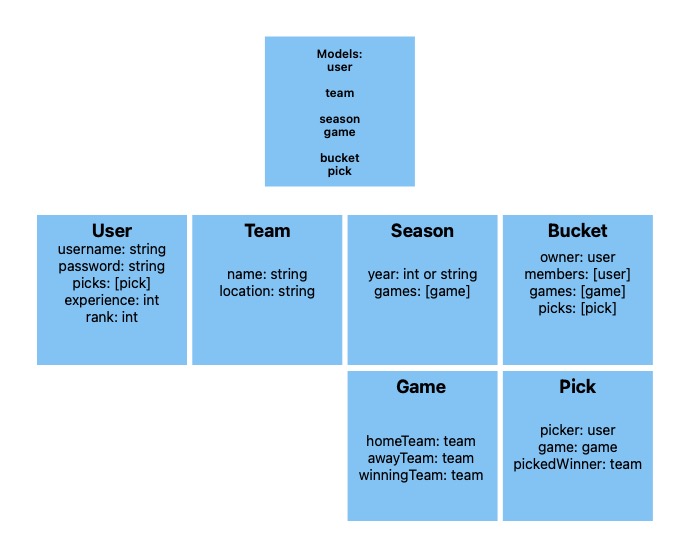 Models:
user
team
season
game
bucket
pick
User
username: string
password: string
picks: [pick]
experience: int
rank: int
Team
name: string
location: string
Season
year: int or string
games: [game]
Bucket
owner: user
members: [user]
games: [game]
picks: [pick]
Game
homeTeam: team
awayTeam: team
winningTeam: team
Pick
picker: user
game: game
pickedWinner: team